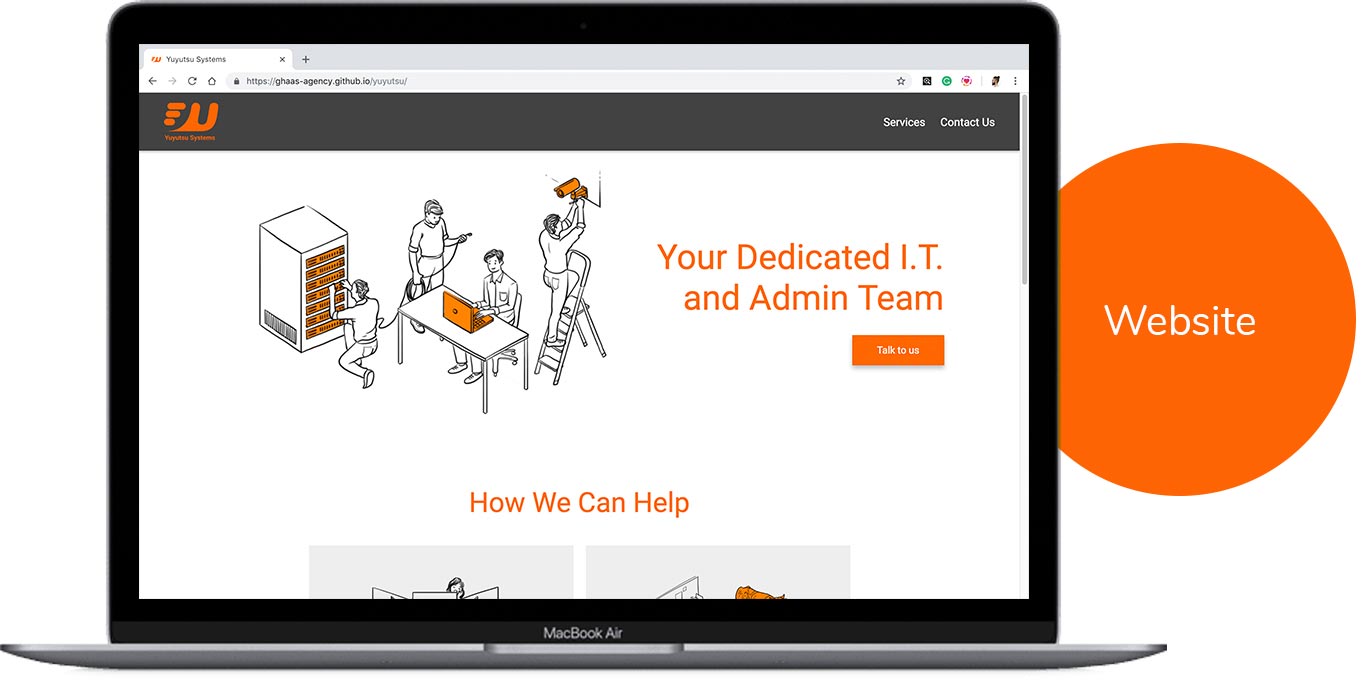 Yuyutsu Systems
https://ghaas-agency.github.io/yuyutsu/
Yuyutsu Systems
Services
Contact Us
Your Dedicated I.T.
and Admin Team
Talk to us
How We Can Help
Website
MacBook Air